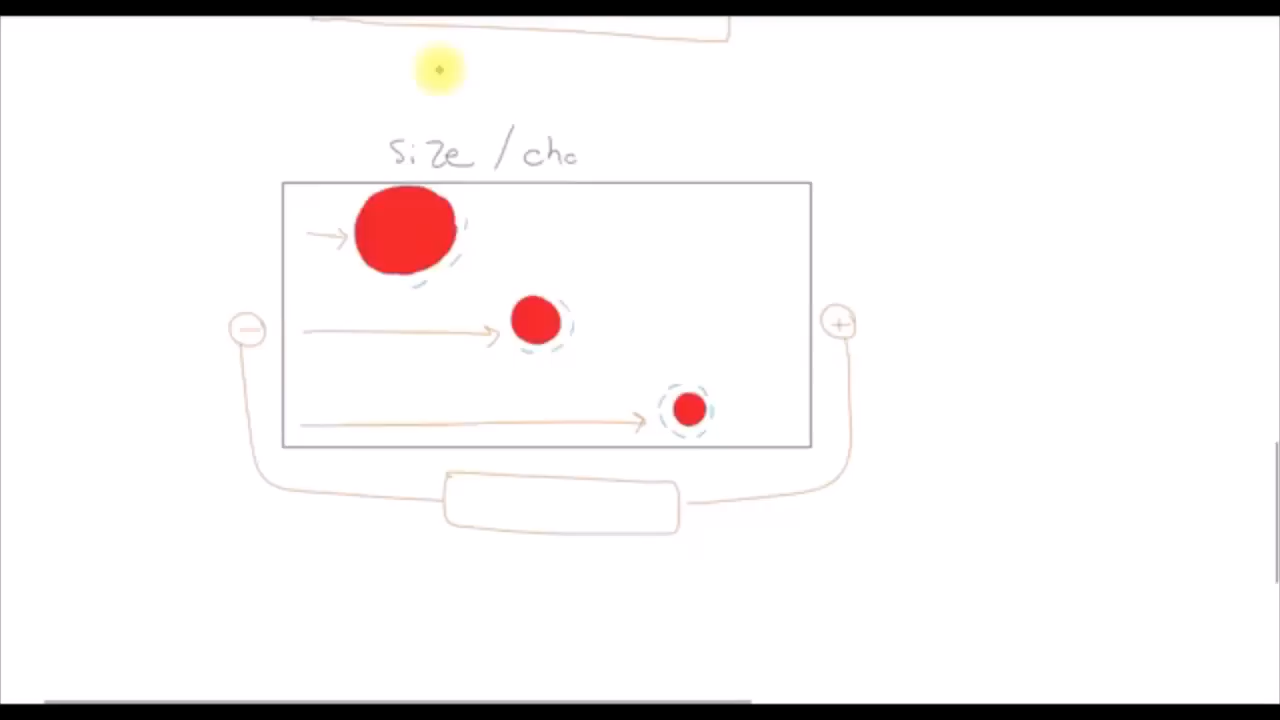 size / cha
−
+